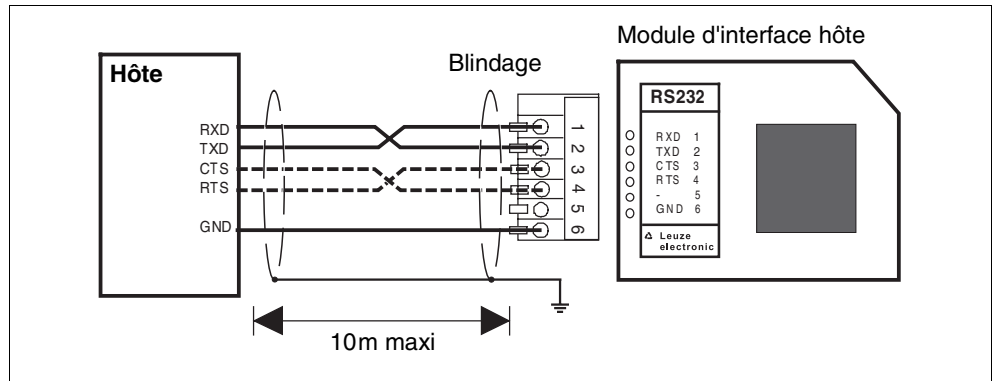 Hôte
RXD
TXD
CTS
RTS
GND
Blindage
1
2
3
4
5
6
10m maxi
Module d'interface hôte
RS232
RXD 1
TXD 2
CTS 3
RTS 4
- 5
GND 6
Leuze
electronic